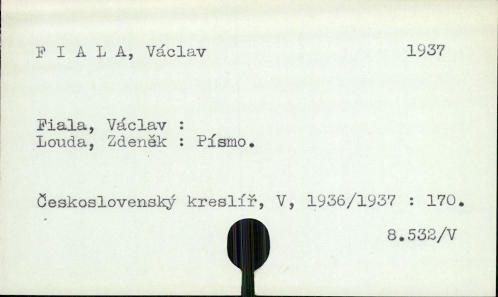 F I A L A, Václav 1937
Fiala, Václav :
Louda, Zdeněk : Písmo.
Československý kreslíř, V, 1936/1937 : 170.
8.532/V